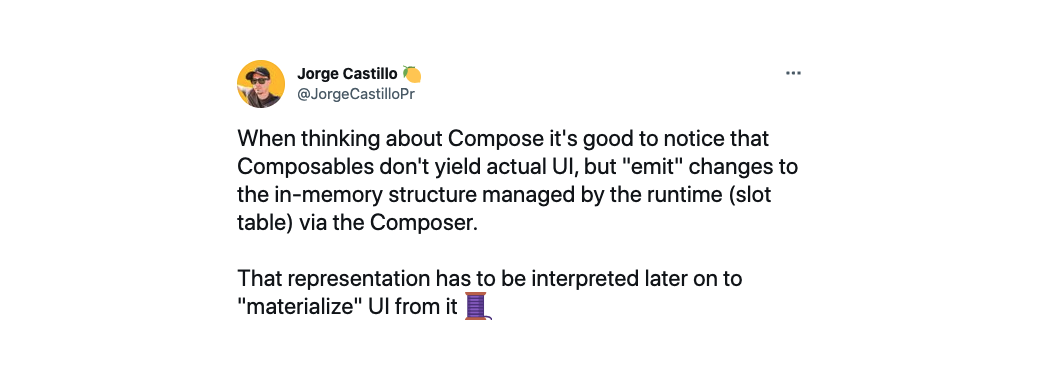 Jorge Castillo 🍋
@JorgeCastilloPr
When thinking about Compose it's good to notice that
Composables don't yield actual UI, but "emit" changes to
the in-memory structure managed by the runtime (slot
table) via the Composer.
That representation has to be interpreted later on to
"materialize" UI from it 🧵